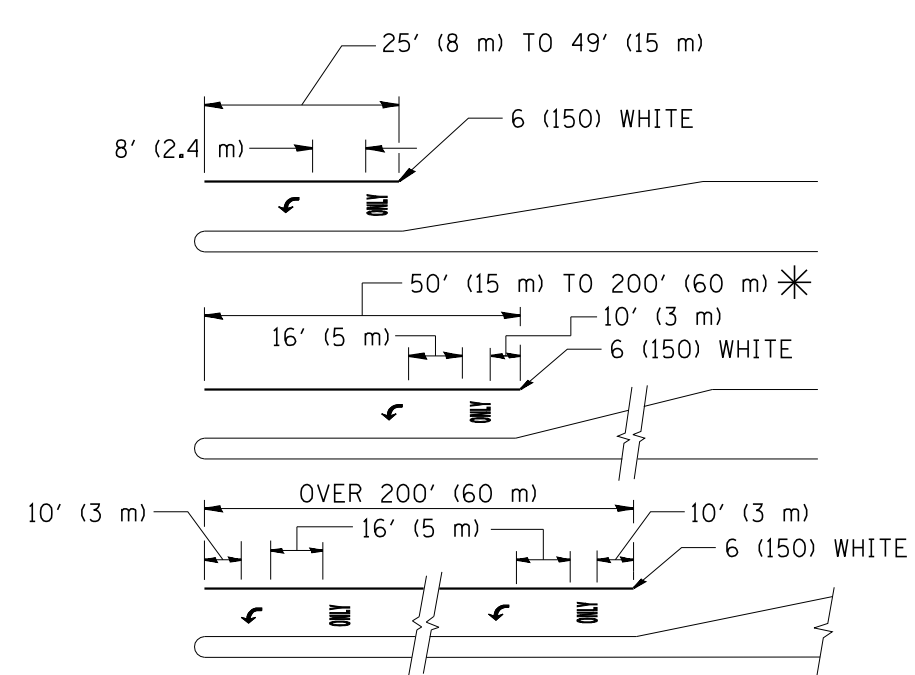 25' (8 m) TO 49' (15 m)
6 (150) WHITE
8' (2.4 m)
ONLY
50' (15 m) TO 200' (60 m)
10' (3 m)
16' (5 m)
6 (150) WHITE
ONLY
OVER 200' (60 m)
10' (3 m)
16' (5 m)
10' (3 m)
6 (150) WHITE
ONLY
ONLY